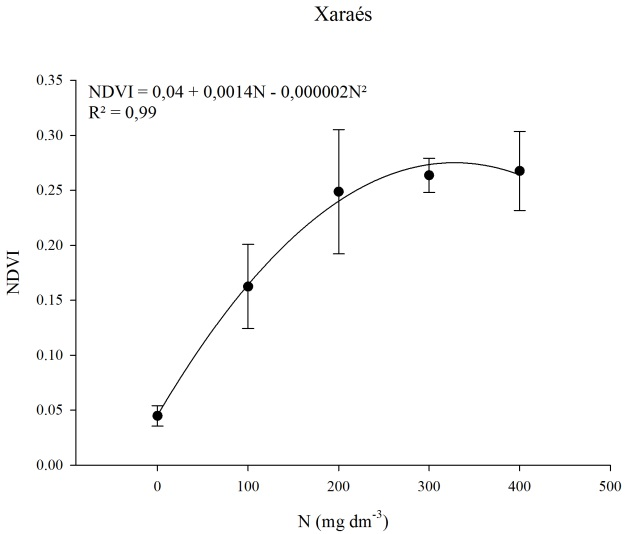 Xaraés
NDVI = 0,04 + 0,0014N - 0,000002N²
R² = 0,99
0.35
0.30
0.25
0.20
0.15
0.10
0.05
0.00
NDVI
0 100 200 300 400 500
N (mg dm⁻³)